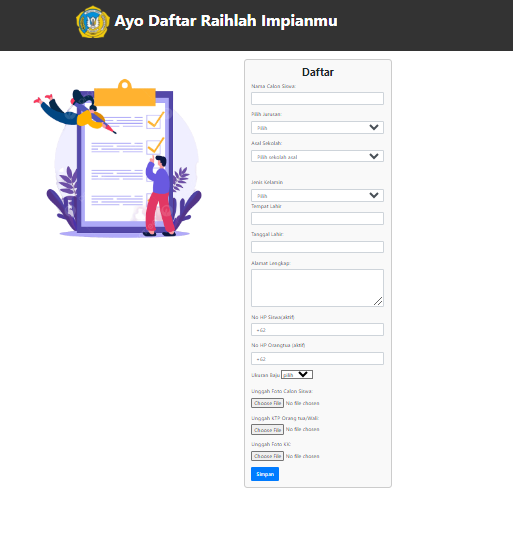 Ayo Daftar Raihlah Impianmu
Daftar
Nama Calon Siswa:
Pilih Jurusan:
Pilih
Asal Sekolah:
Pilih sekolah asal
Jenis Kelamin
Pilih
Tempat Lahir
Tanggal Lahir
Alamat Lengkap:
No HP Siswa(aktif)
+62
No HP Orangtua (aktif)
+62
Ukuran Baju pilih
Unggah Foto Calon Siswa:
Choose File No file chosen
Unggah KTP Orang tua/Wali:
Choose File No file chosen
Unggah Foto KK:
Choose File No file chosen
Simpan